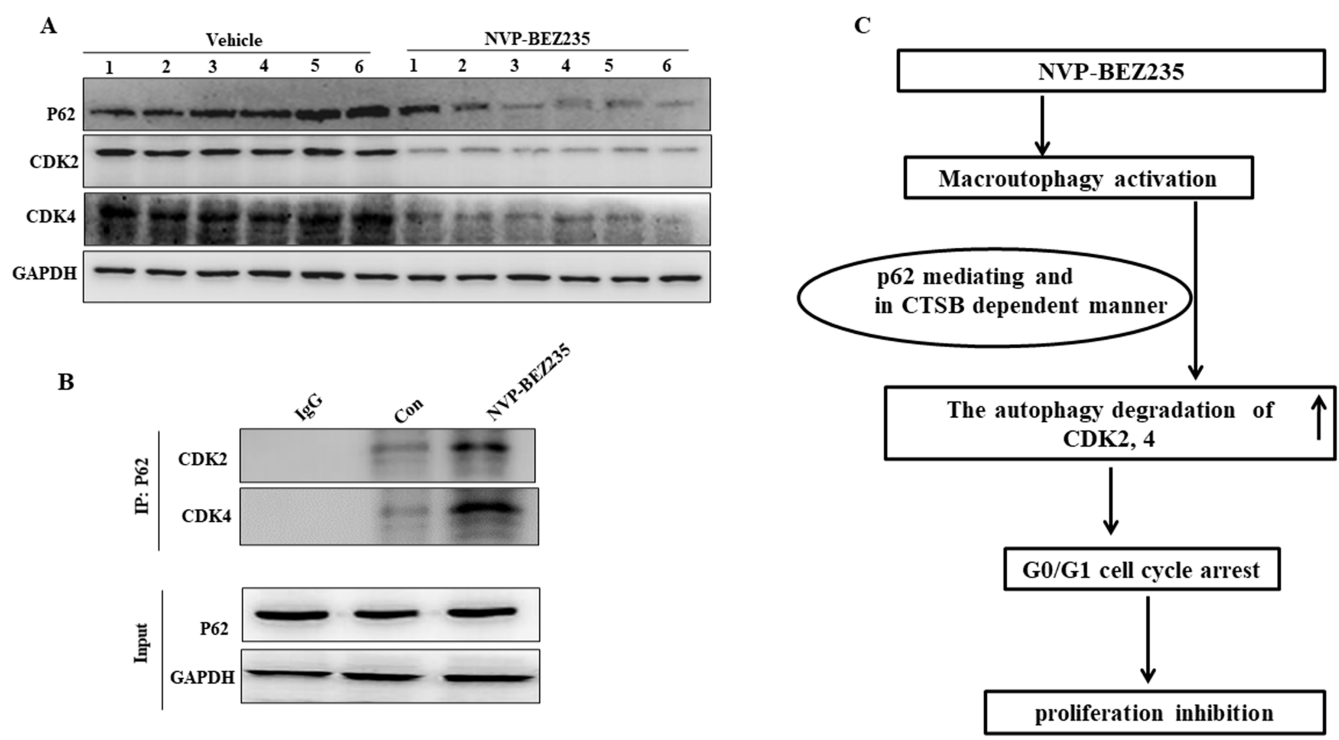 A
Vehicle
NVP-BEZ235
1 2 3 4 5 6 1 2 3 4 5 6
P62
CDK2
CDK4
GAPDH
B
IgG
Con
NVP-BEZ235
IP: P62
CDK2
CDK4
Input
P62
GAPDH
C
NVP-BEZ235
Macroutophagy activation
p62 mediating and
in CTSB dependent manner
The autophagy degradation of
CDK2, 4
G0/G1 cell cycle arrest
proliferation inhibition